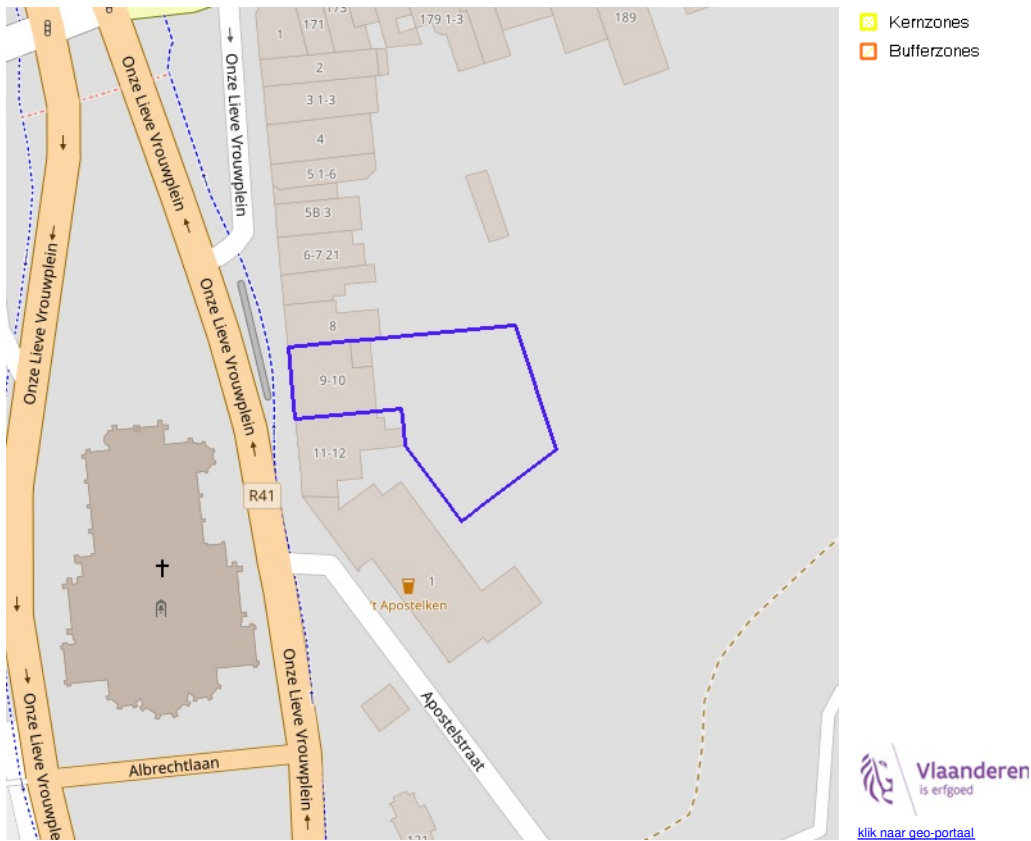 173
171
179 1-3
189
1
2
3 1-3
4
5 1-6
5B 3
6-7 21
8
9-10
11-12
1
't Apostelken
Onze Lieve Vrouwplein
Onze Lieve Vrouwplein
Onze Lieve Vrouwplein
Onze Lieve Vrouwplein
Onze Lieve Vrouwplein
Onze Lieve Vrouwple
R41
Albrechtlaan
Apostelstraat
121
Kernzones
Bufferzones
Vlaanderen
is erfgoed
klik naar geo-portaal